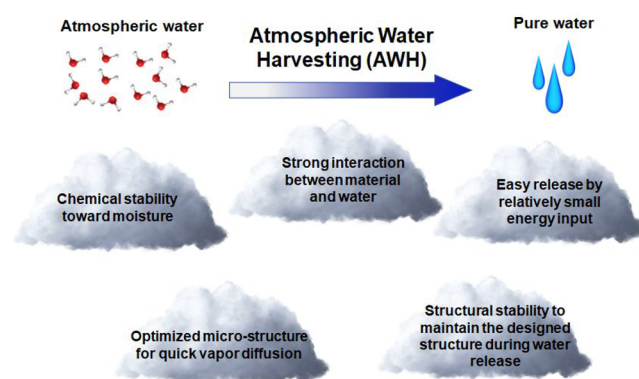 Atmospheric water
Atmospheric Water
Harvesting (AWH)
Pure water
Chemical stability
toward moisture
Strong interaction
between material
and water
Easy release by
relatively small
energy input
Optimized micro-structure
for quick vapor diffusion
Structural stability to
maintain the designed
structure during water
release